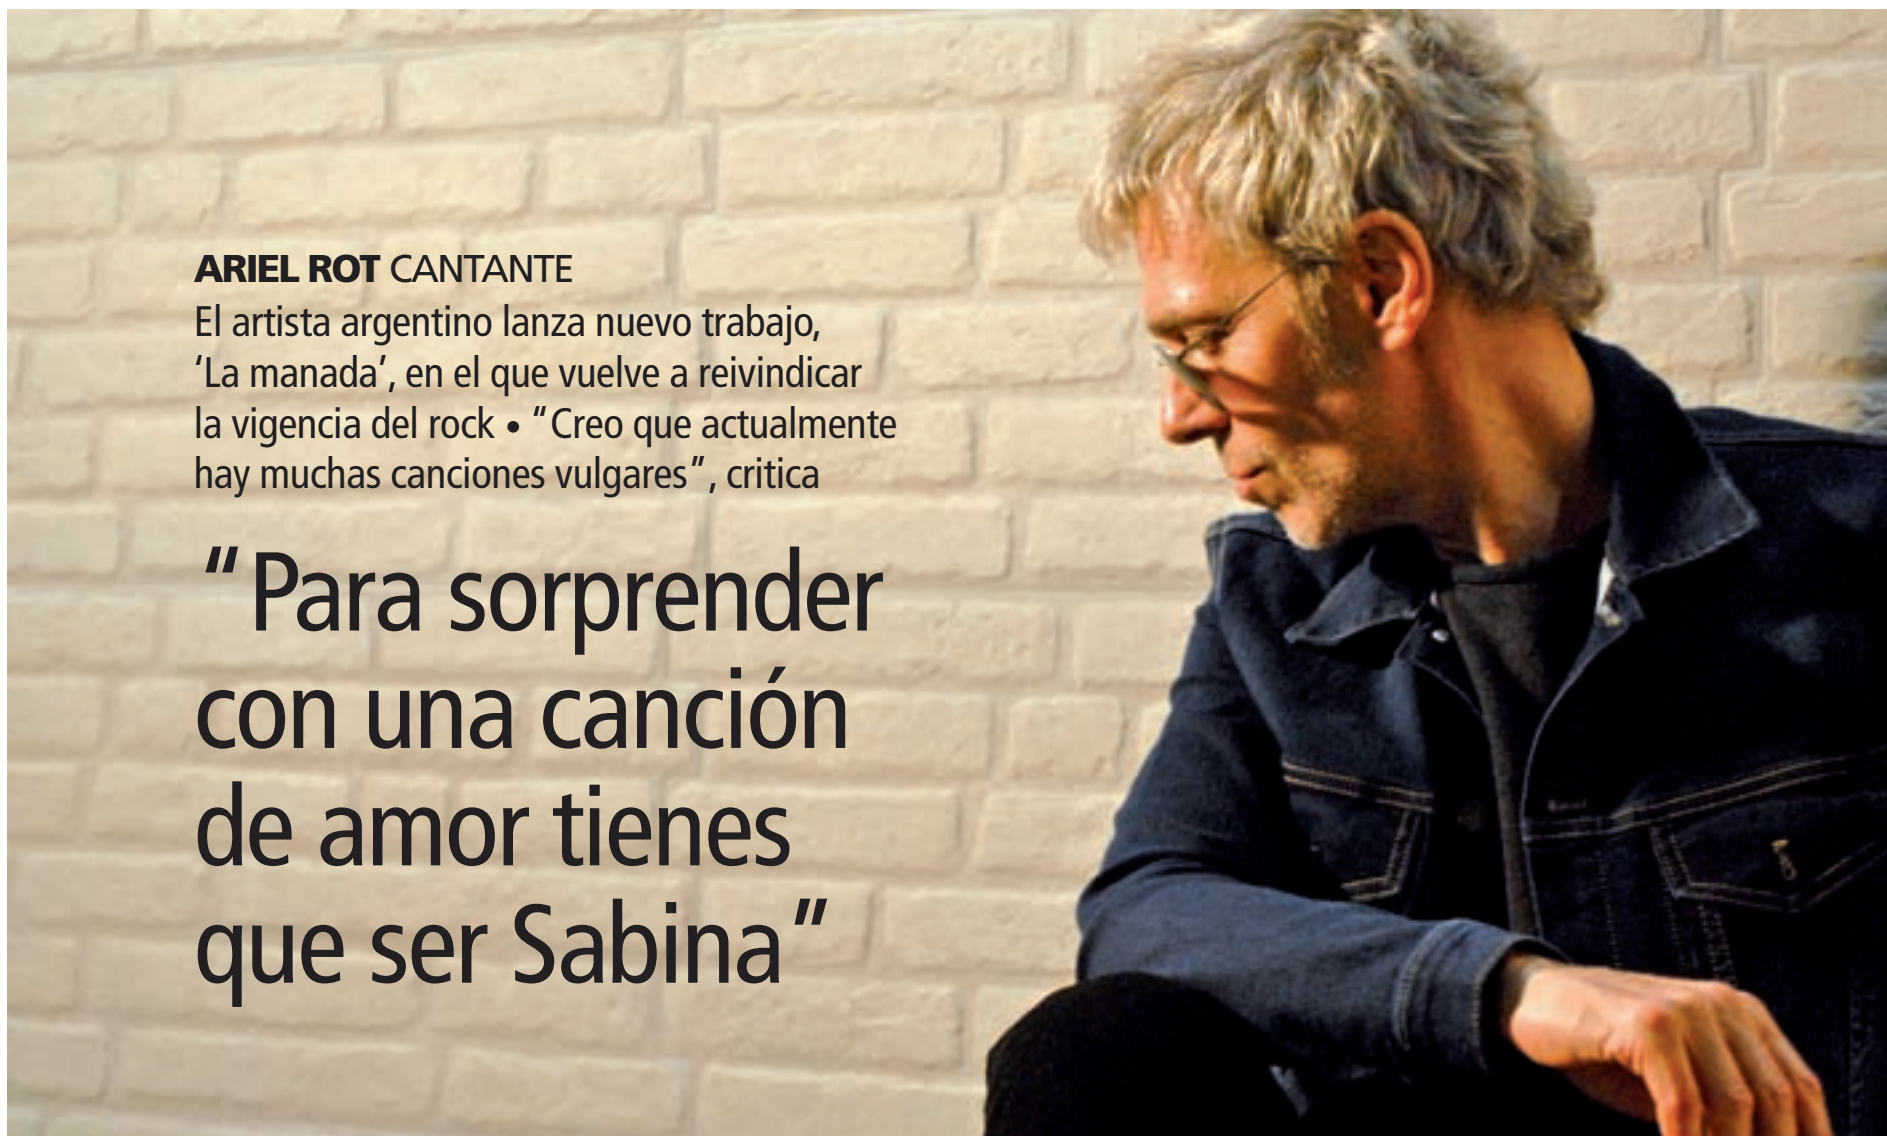 ARIEL ROT CANTANTE
El artista argentino lanza nuevo trabajo,
‘La manada’, en el que vuelve a reivindicar
la vigencia del rock • “Creo que actualmente
hay muchas canciones vulgares”, critica
“Para sorprender
con una canción
de amor tienes
que ser Sabina”